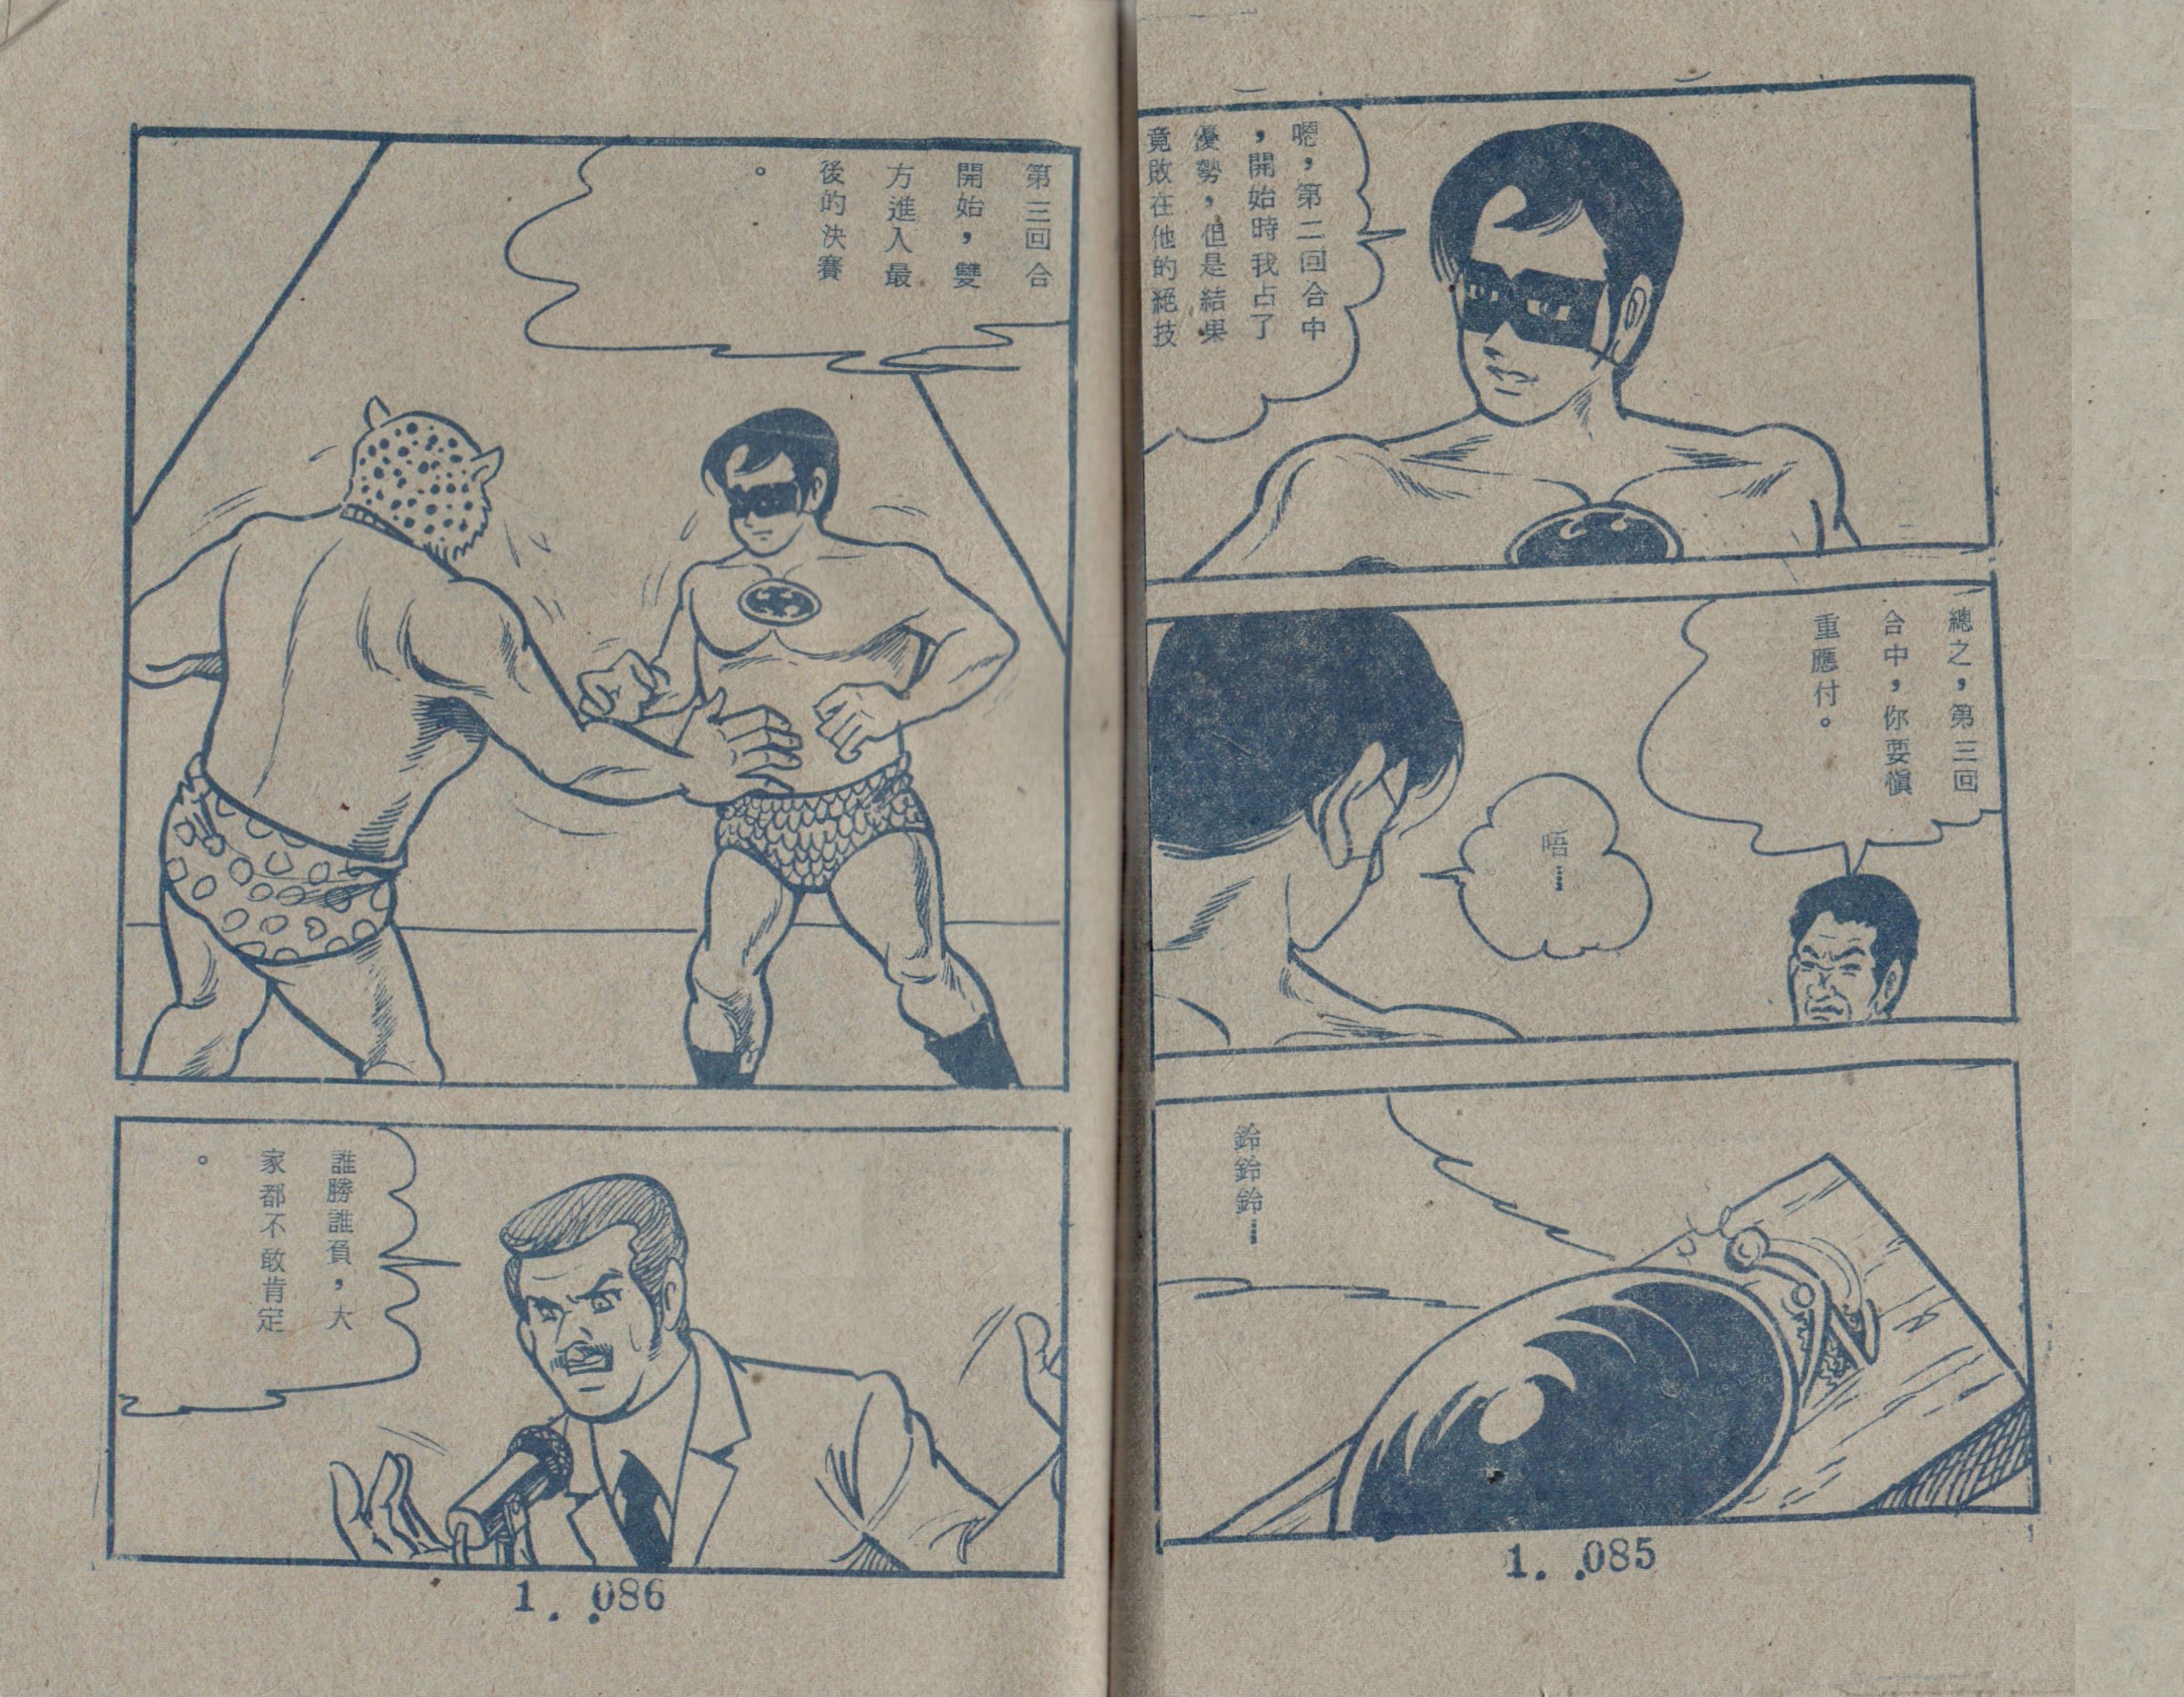 嗯，第二回合中
，開始時我占了
優勢，但是結果
竟敗在他的絕技
總之，第三回
合中，你要慎
重應付。
唔……
鈴鈴鈴……
1..085
第三回合
開始，雙
方進入最
後的決賽
。
誰勝誰負，大
家都不敢肯定
。
1..086